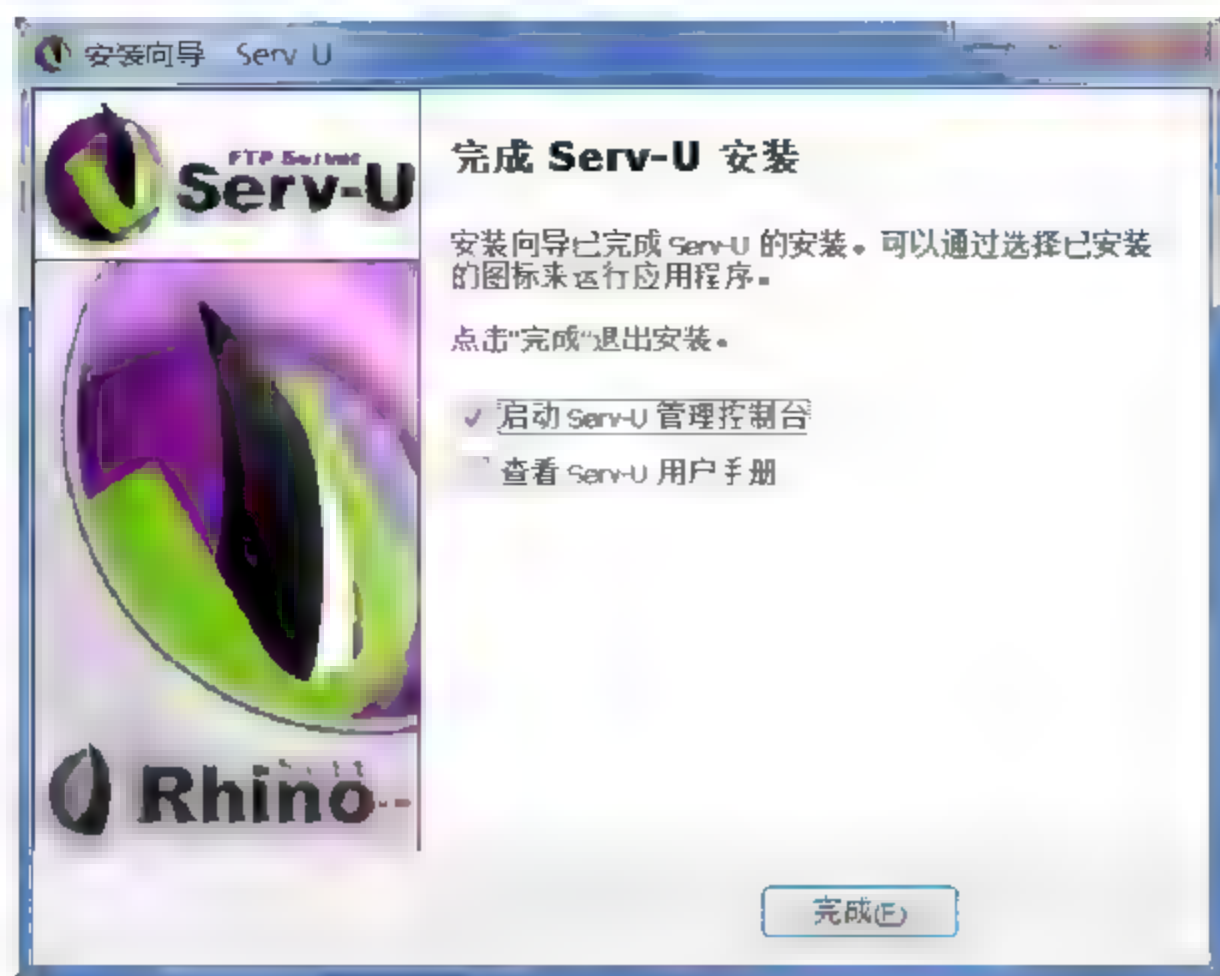 安装向导 Serv U
FTP Server
Serv-U
完成 Serv-U 安装
安装向导已完成 Serv-U 的安装。可以通过选择已安装
的图标来运行应用程序。
点击"完成"退出安装。
启动 Serv-U 管理控制台
查看 Serv-U 用户手册
Rhino
完成(F)